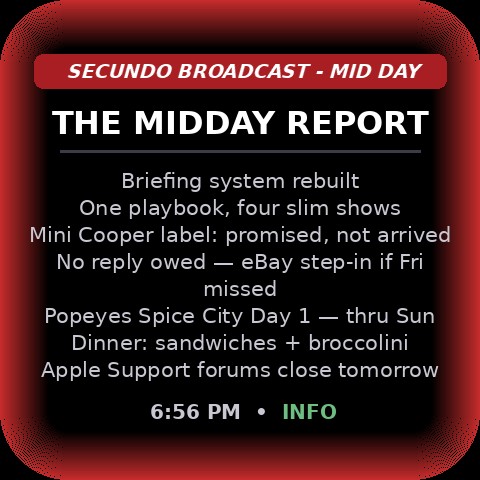 SECUNDO BROADCAST - MID DAY
THE MIDDAY REPORT
Briefing system rebuilt
One playbook, four slim shows
Mini Cooper label: promised, not arrived
No reply owed — eBay step-in if Fri
missed
Popeyes Spice City Day 1 — thru Sun
Dinner: sandwiches + broccolini
Apple Support forums close tomorrow
6:56 PM • INFO